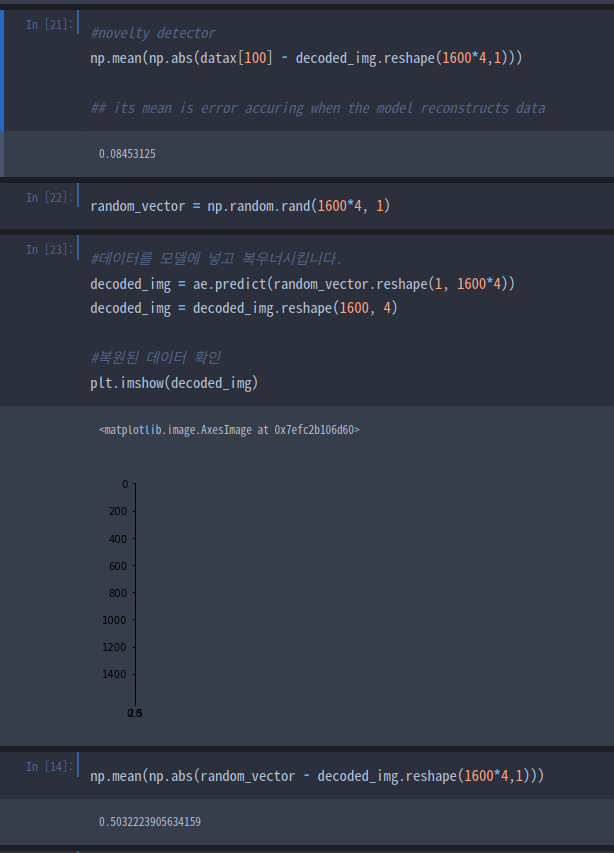 In [21]:
#novelty detector
np.mean(np.abs(datax[100] - decoded_img.reshape(1600*4,1)))
## its mean is error accuring when the model reconstructs data
0.08453125
In [22]:
random_vector = np.random.rand(1600*4, 1)
In [23]:
#데이터를 모델에 넣고 복우너시킵니다.
decoded_img = ae.predict(random_vector.reshape(1, 1600*4))
decoded_img = decoded_img.reshape(1600, 4)
#복원된 데이터 확인
plt.imshow(decoded_img)
<matplotlib.image.AxesImage at 0x7efc2b106d60>
0
200
400
600
800
1000
1200
1400
In [14]:
np.mean(np.abs(random_vector - decoded_img.reshape(1600*4,1)))
0.5032223905634159